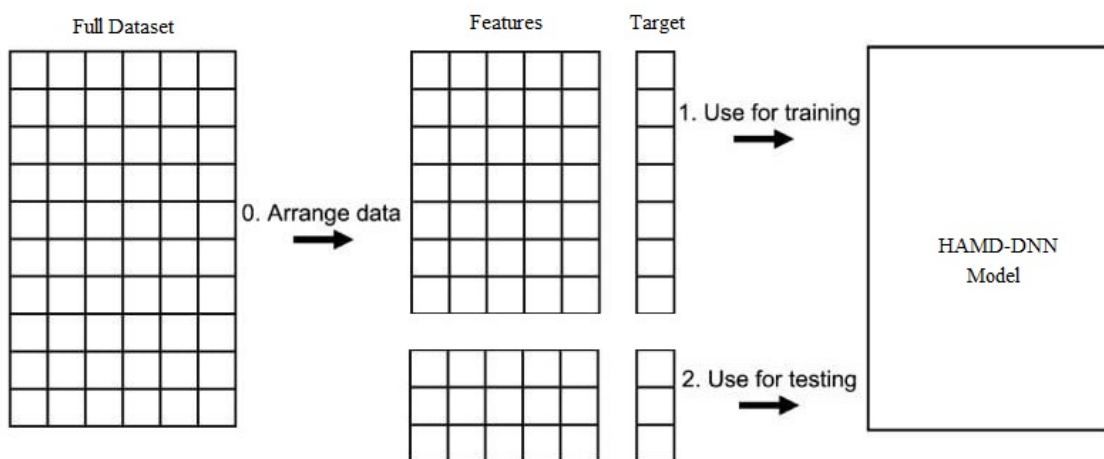 Full Dataset
Features
Target
1. Use for training
0. Arrange data
HAMD-DNN
Model
2. Use for testing